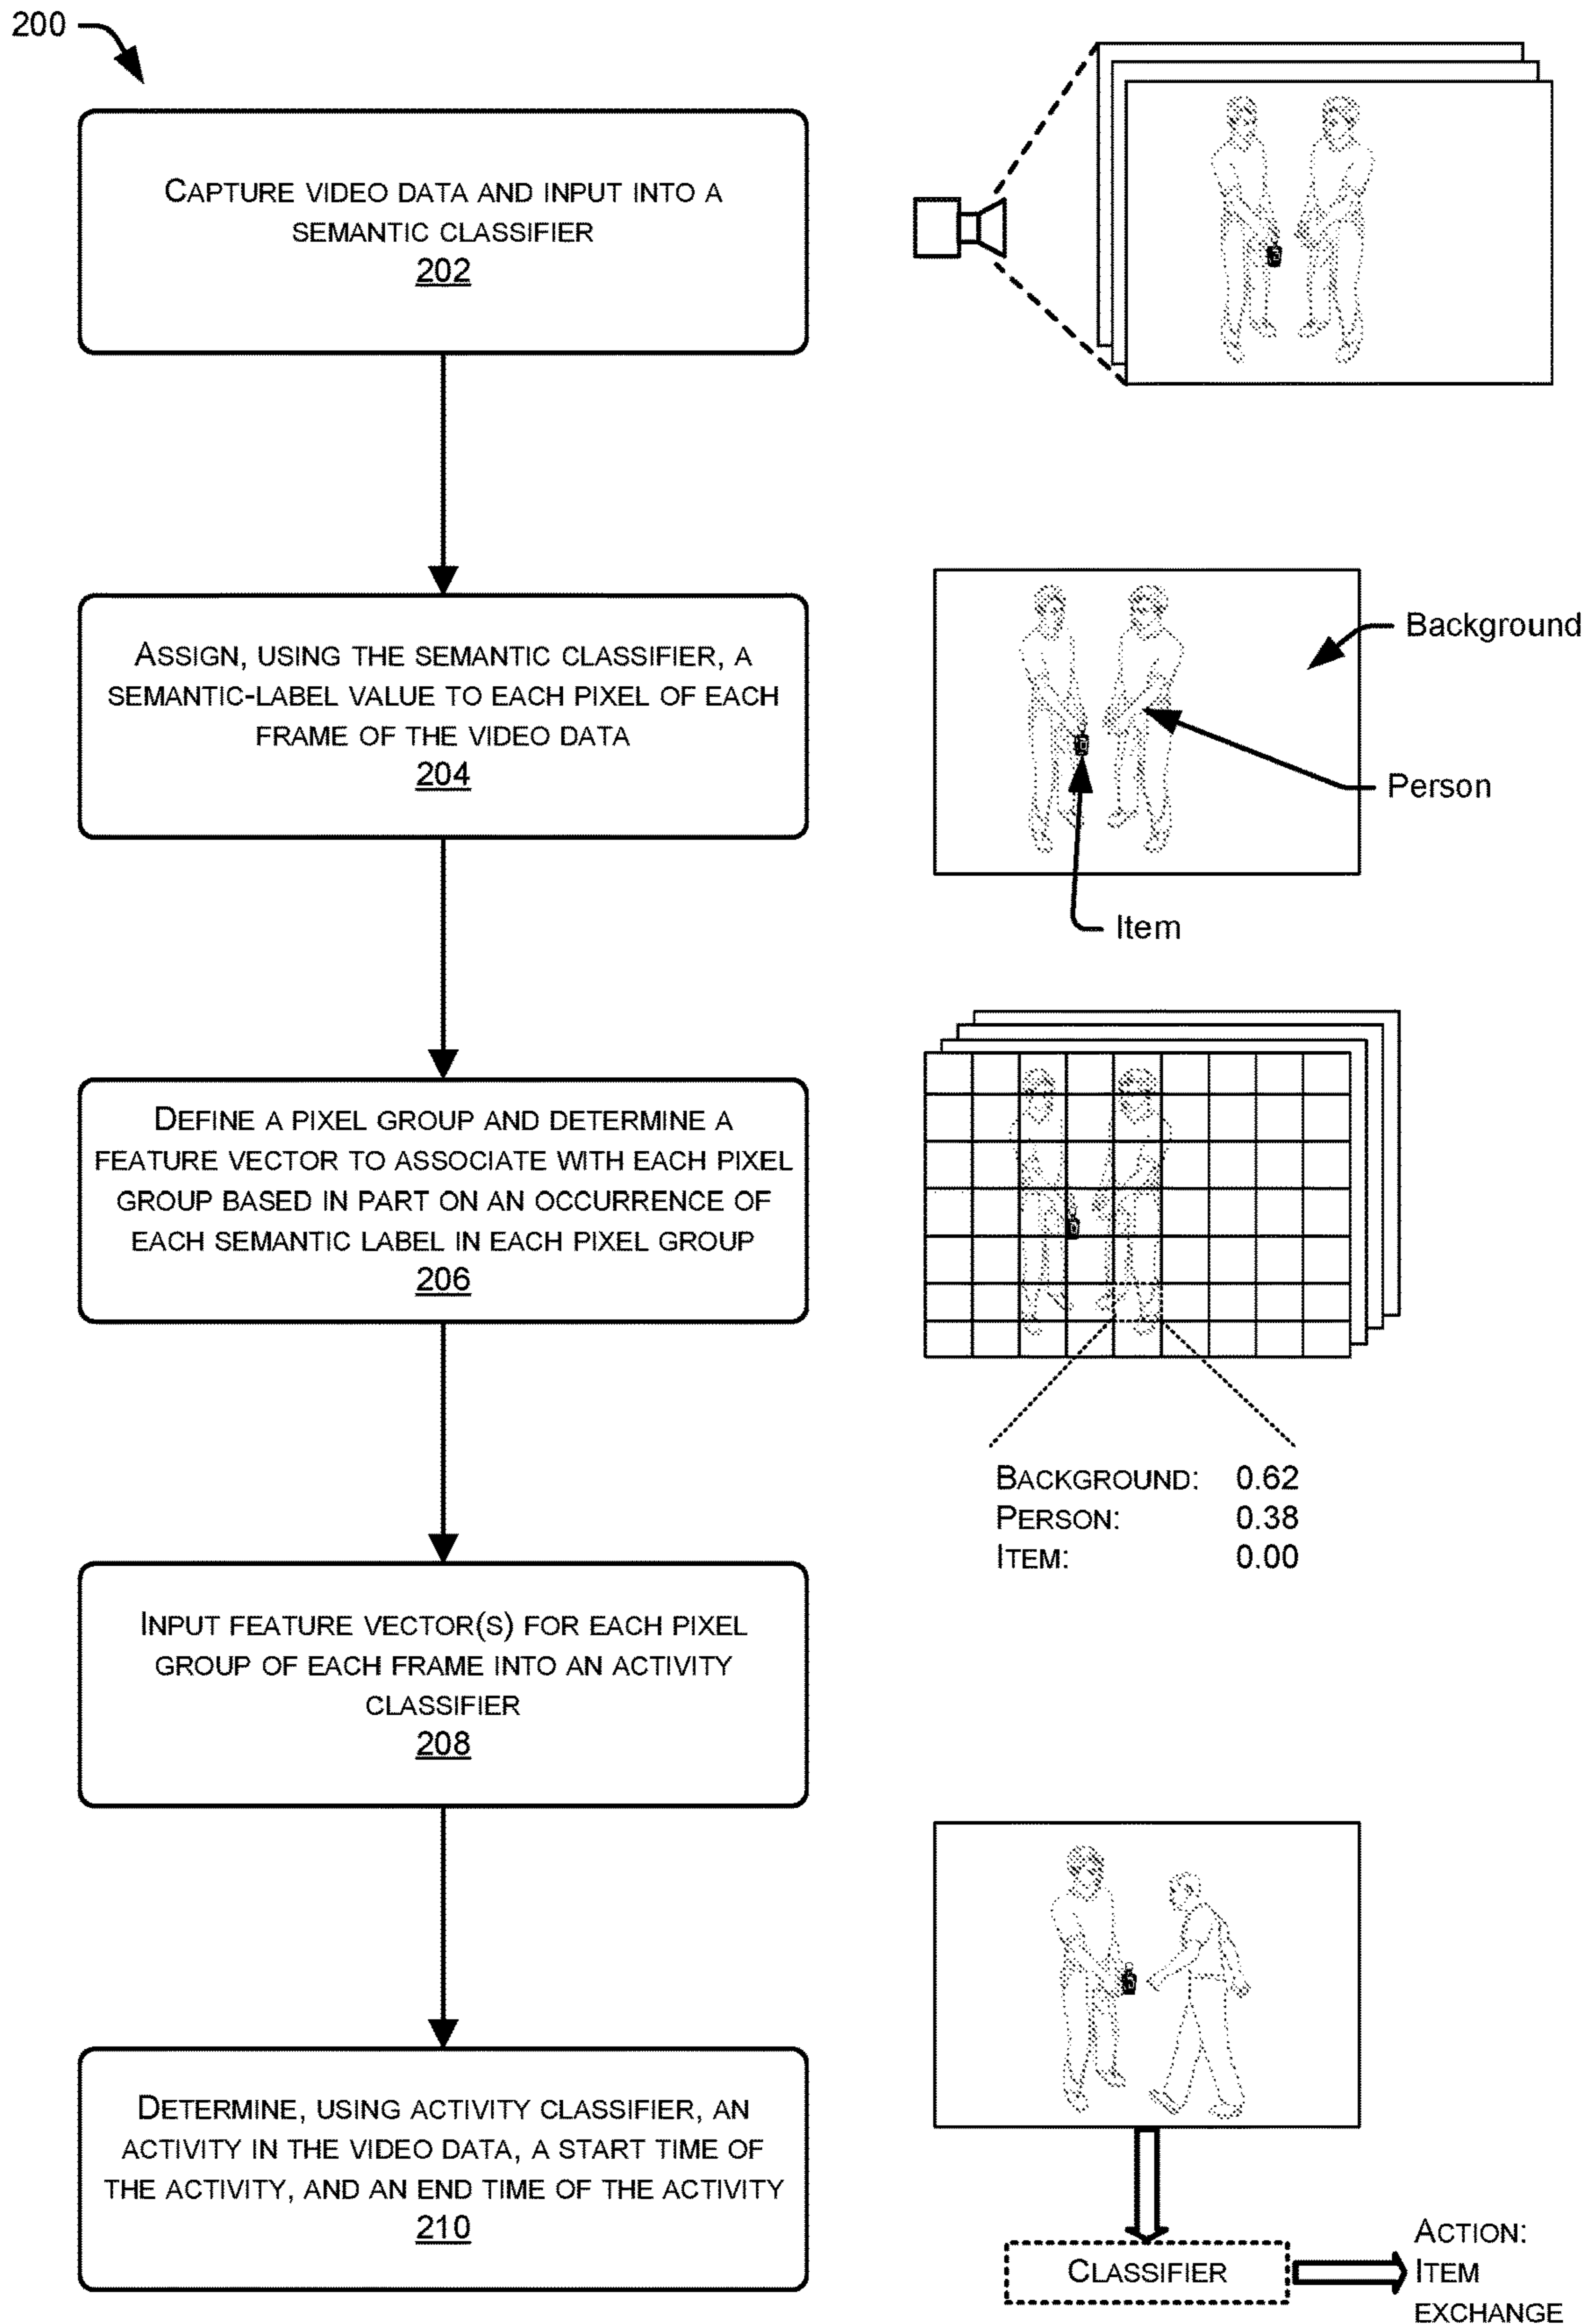 200
CAPTURE VIDEO DATA AND INPUT INTO A
SEMANTIC CLASSIFIER
202
ASSIGN, USING THE SEMANTIC CLASSIFIER, A
SEMANTIC-LABEL VALUE TO EACH PIXEL OF EACH
FRAME OF THE VIDEO DATA
204
Background
Person
Item
DEFINE A PIXEL GROUP AND DETERMINE A
FEATURE VECTOR TO ASSOCIATE WITH EACH PIXEL
GROUP BASED IN PART ON AN OCCURRENCE OF
EACH SEMANTIC LABEL IN EACH PIXEL GROUP
206
BACKGROUND: 0.62
PERSON: 0.38
ITEM: 0.00
INPUT FEATURE VECTOR(S) FOR EACH PIXEL
GROUP OF EACH FRAME INTO AN ACTIVITY
CLASSIFIER
208
DETERMINE, USING ACTIVITY CLASSIFIER, AN
ACTIVITY IN THE VIDEO DATA, A START TIME OF
THE ACTIVITY, AND AN END TIME OF THE ACTIVITY
210
CLASSIFIER
ACTION:
ITEM
EXCHANGE